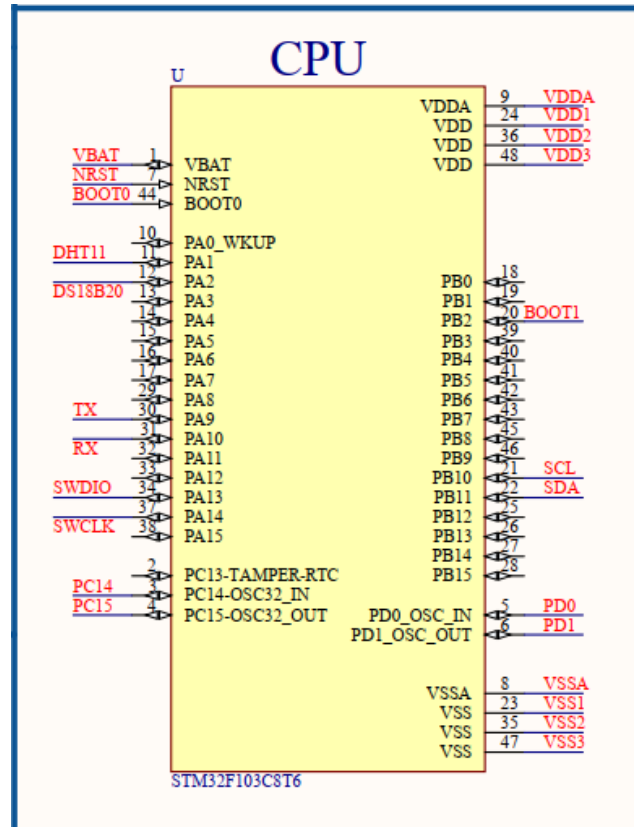 CPU
U
9 VDDA
VDDA
24 VDD1
VDD
36 VDD2
VDD
48 VDD3
VDD
VBAT 1 VBAT
NRST 7 NRST
BOOT0 44 BOOT0
10 PA0_WKUP
DHT11 11 PA1
12 PA2
DS18B20 13 PA3
14 PA4
15 PA5
16 PA6
17 PA7
29 PA8
TX 30 PA9
31 PA10
RX 32 PA11
33 PA12
SWDIO 34 PA13
37 PA14
SWCLK 38 PA15
2 PC13-TAMPER-RTC
PC14 3 PC14-OSC32_IN
PC15 4 PC15-OSC32_OUT
PB0 18
PB1 19
PB2 20 BOOT1
PB3 39
PB4 40
PB5 41
PB6 42
PB7 43
PB8 45
PB9 46
PB10 21 SCL
PB11 22 SDA
PB12 25
PB13 26
PB14 27
PB15 28
PD0_OSC_IN 5 PD0
PD1_OSC_OUT 6 PD1
VSSA 8 VSSA
VSS 23 VSS1
VSS 35 VSS2
VSS 47 VSS3
STM32F103C8T6